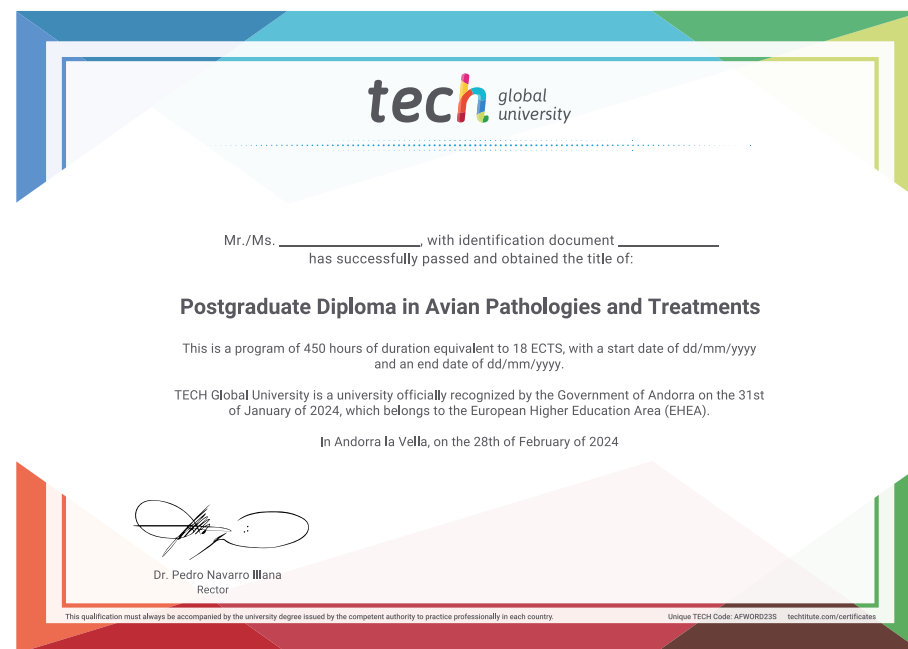 tech global university
Mr./Ms. ____________________, with identification document ______________
has successfully passed and obtained the title of:
Postgraduate Diploma in Avian Pathologies and Treatments
This is a program of 450 hours of duration equivalent to 18 ECTS, with a start date of dd/mm/yyyy
and an end date of dd/mm/yyyy.
TECH Global University is a university officially recognized by the Government of Andorra on the 31st
of January of 2024, which belongs to the European Higher Education Area (EHEA).
In Andorra la Vella, on the 28th of February of 2024
Dr. Pedro Navarro Illana
Rector
This qualification must always be accompanied by the university degree issued by the competent authority to practice professionally in each country.
Unique TECH Code: AFWORD23S techtitute.com/certificates